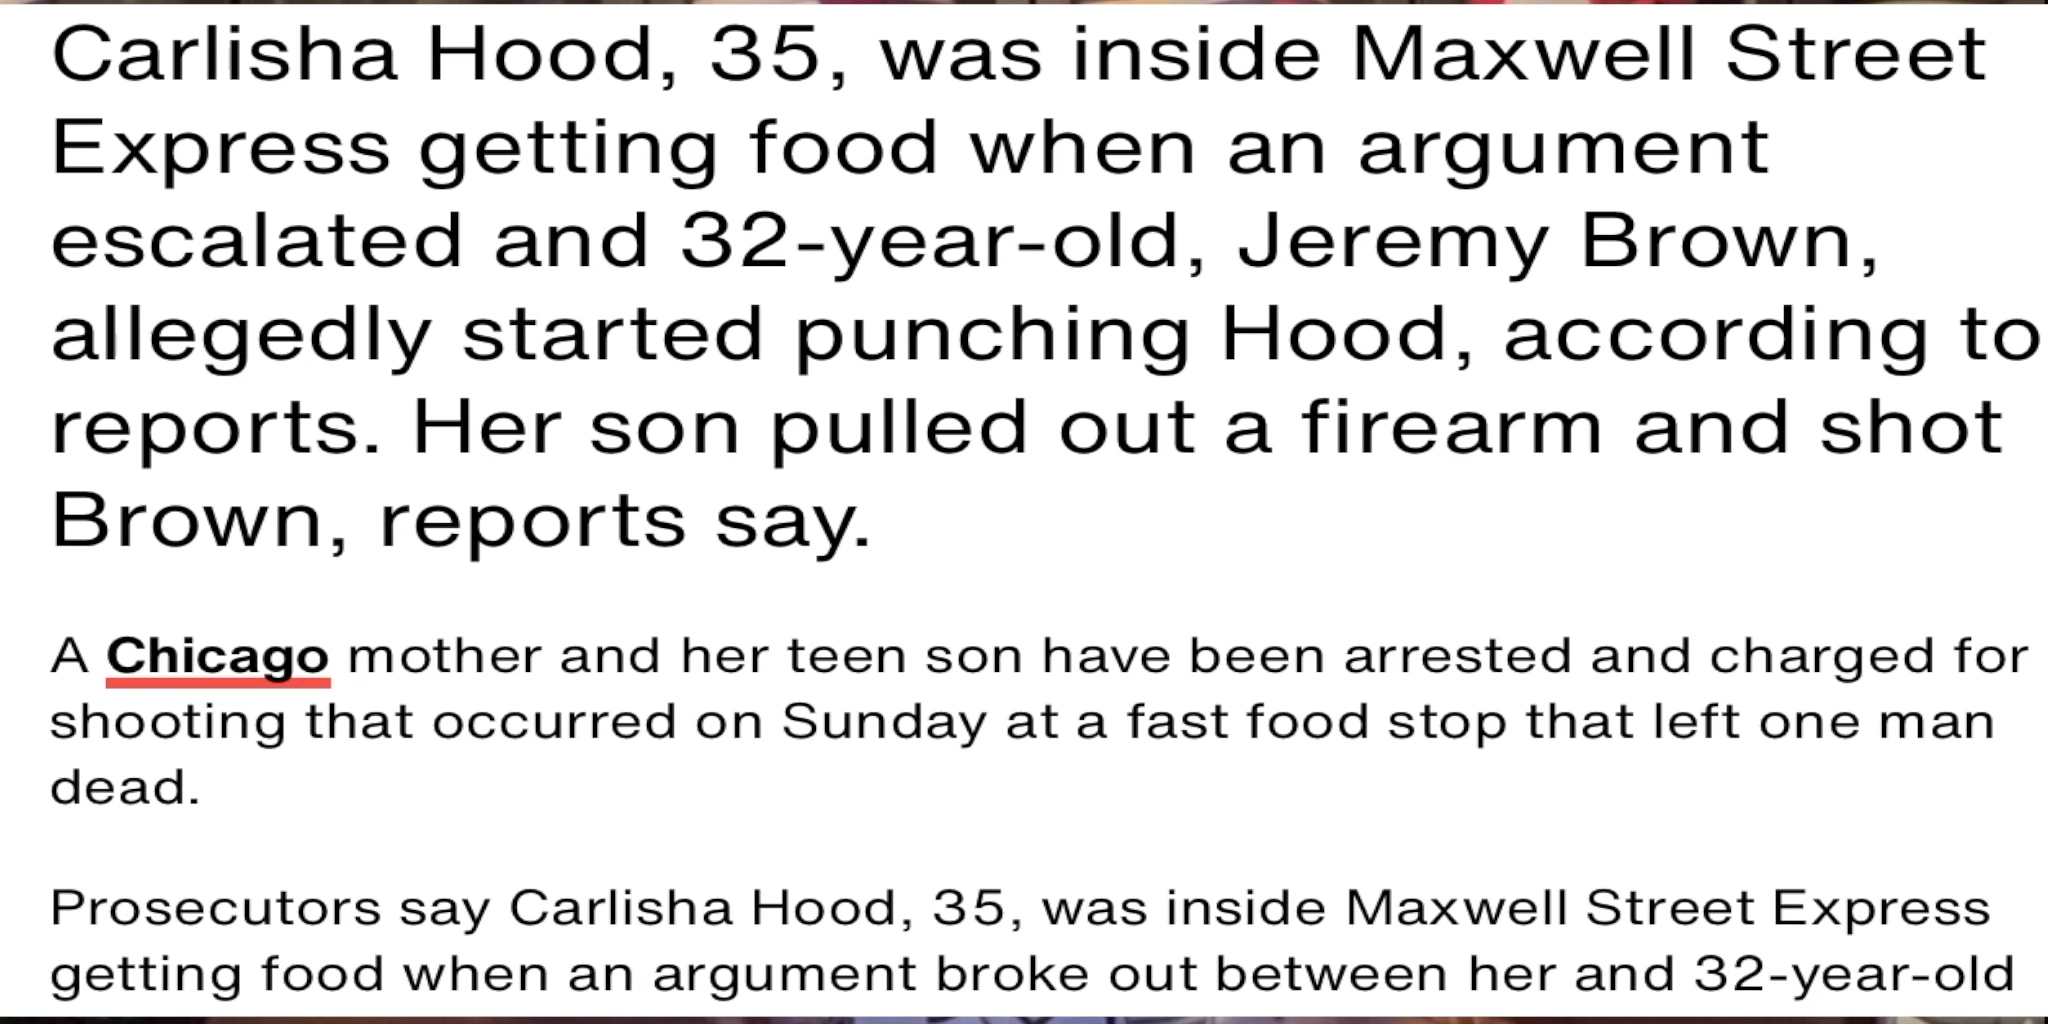 Carlisha Hood, 35, was inside Maxwell Street
Express getting food when an argument
escalated and 32-year-old, Jeremy Brown,
allegedly started punching Hood, according to
reports. Her son pulled out a firearm and shot
Brown, reports say.
A Chicago mother and her teen son have been arrested and charged for
shooting that occurred on Sunday at a fast food stop that left one man
dead.
Prosecutors say Carlisha Hood, 35, was inside Maxwell Street Express
getting food when an argument broke out between her and 32-year-old